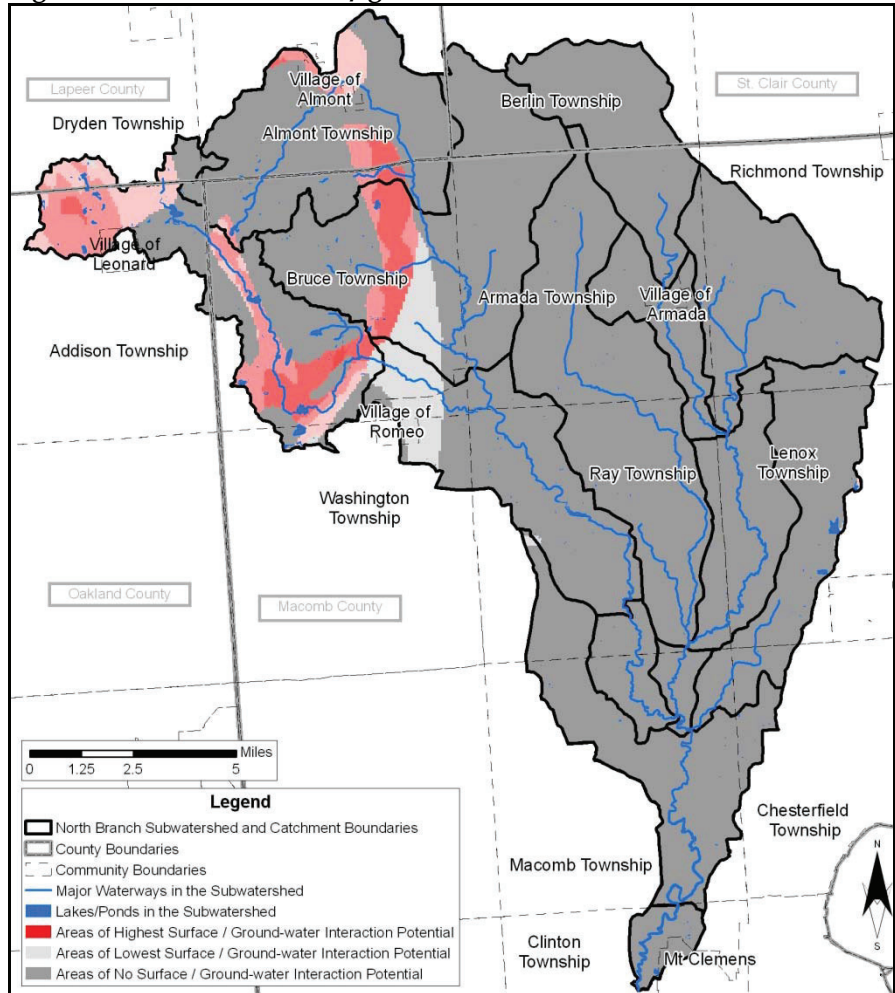 Village of
Almont
Lapeer County
Berlin Township
St. Clair County
Dryden Township
Almont Township
Richmond Township
Village of
Leonard
Bruce Township
Armada Township
Village of
Armada
Addison Township
Village of
Romeo
Lenox
Township
Ray Township
Washington
Township
Oakland County
Macomb County
Miles
0 1.25 2.5 5
Legend
North Branch Subwatershed and Catchment Boundaries
County Boundaries
Community Boundaries
Major Waterways in the Subwatershed
Lakes/Ponds in the Subwatershed
Areas of Highest Surface / Ground-water Interaction Potential
Areas of Lowest Surface / Ground-water Interaction Potential
Areas of No Surface / Ground-water Interaction Potential
Chesterfield
Township
Macomb Township
N
S
Clinton
Township
Mt Clemens